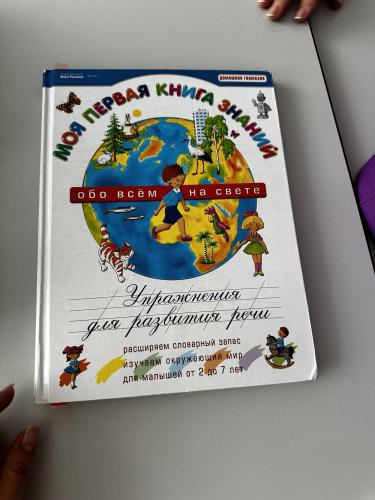 ДОМАШНЯЯ ГИМНАЗИЯ
МОЯ ПЕРВАЯ КНИГА ЗНАНИЙ
обо всём на свете
Упражнения
для развития речи
расширяем словарный запас
изучаем окружающий мир
для малышей от 2 до 7 лет